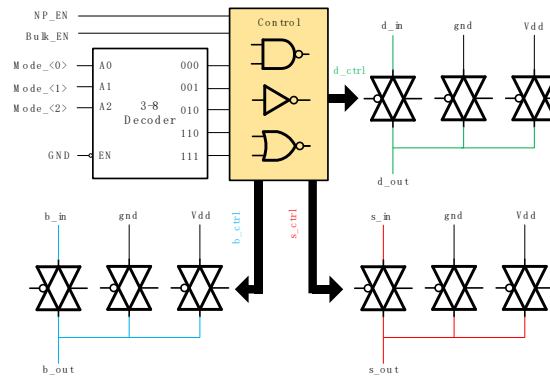 NP_EN
Bulk_EN
Control
d_in
gnd
Vdd
Mode_<0>
A0
000
Mode_<1>
A1
001
Mode_<2>
A2
3-8
Decoder
010
110
GND
EN
111
d_ctrl
d_out
b_ctrl
s_ctrl
b_in
gnd
Vdd
s_in
gnd
Vdd
b_out
s_out